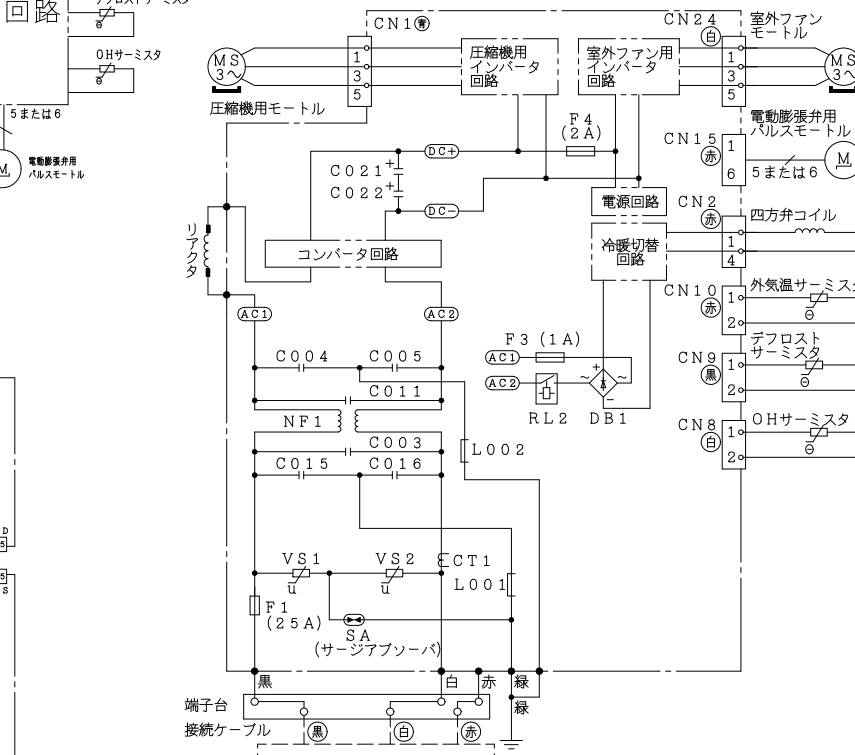 回路
OHサーミスタ
5または6
M
電動膨張弁用
パルスモートル
D
5
5
S
CN1 青
MS
3~
1
3
5
圧縮機用モートル
圧縮機用
インバータ
回路
室外ファン用
インバータ
回路
CN24
白
1
3
5
室外ファン
モートル
MS
3~
F4
(2A)
CN15
赤
1
6
電動膨張弁用
パルスモートル
M
5または6
DC+
C021 +
C022 +
DC-
電源回路
冷暖切替
回路
CN2
赤
1
4
四方弁コイル
リアクタ
コンバータ回路
CN10
赤
1
2
外気温サーミスタ
⊖
AC1
AC2
F3 (1A)
AC1
AC2
+
~
~
-
RL2
DB1
CN9
黒
1
2
デフロスト
サーミスタ
⊖
C004
C005
C011
NF1
C003
C015
C016
L002
CN8
白
1
2
OHサーミスタ
⊖
VS1
u
VS2
u
CT1
L001
F1
(25A)
SA
(サージアブソーバ)
黒
白
赤
緑
緑
端子台
接続ケーブル
黒
白
赤